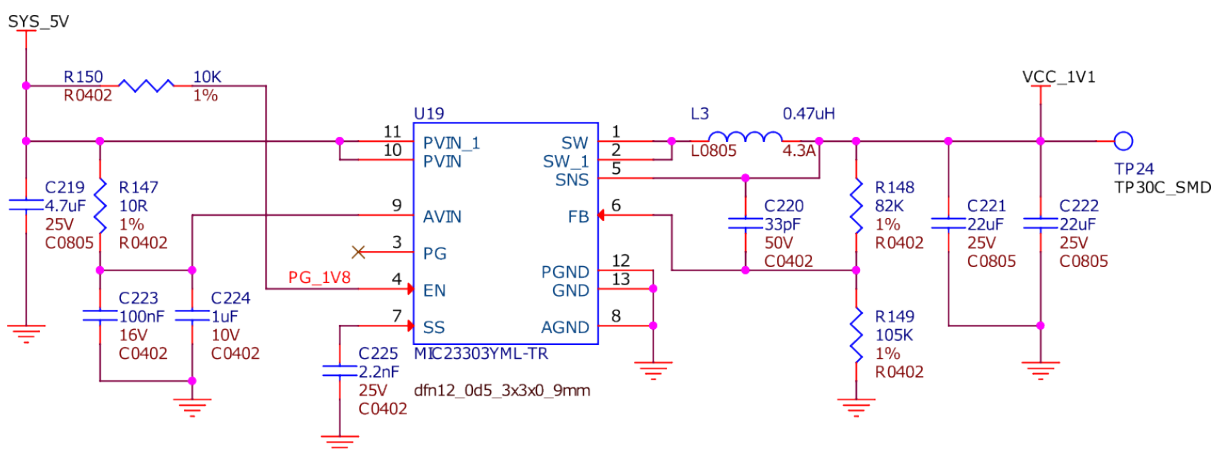 SYS_5V
R150
10K
R0402
1%
VCC_1V1
U19
L3
0.47uH
11
PVIN_1
SW
1
10
PVIN
SW_1
2
L0805
4.3A
SNS
5
TP24
TP30C_SMD
C219
4.7uF
25V
C0805
R147
10R
1%
R0402
9
AVIN
FB
6
C220
33pF
50V
C0402
R148
82K
1%
R0402
C221
22uF
25V
C0805
C222
22uF
25V
C0805
3
PG
PGND
12
PG_1V8
4
EN
GND
13
C223
100nF
16V
C0402
C224
1uF
10V
C0402
7
SS
AGND
8
R149
105K
1%
R0402
C225
2.2nF
25V
C0402
MIC23303YML-TR
dfn12_0d5_3x3x0_9mm